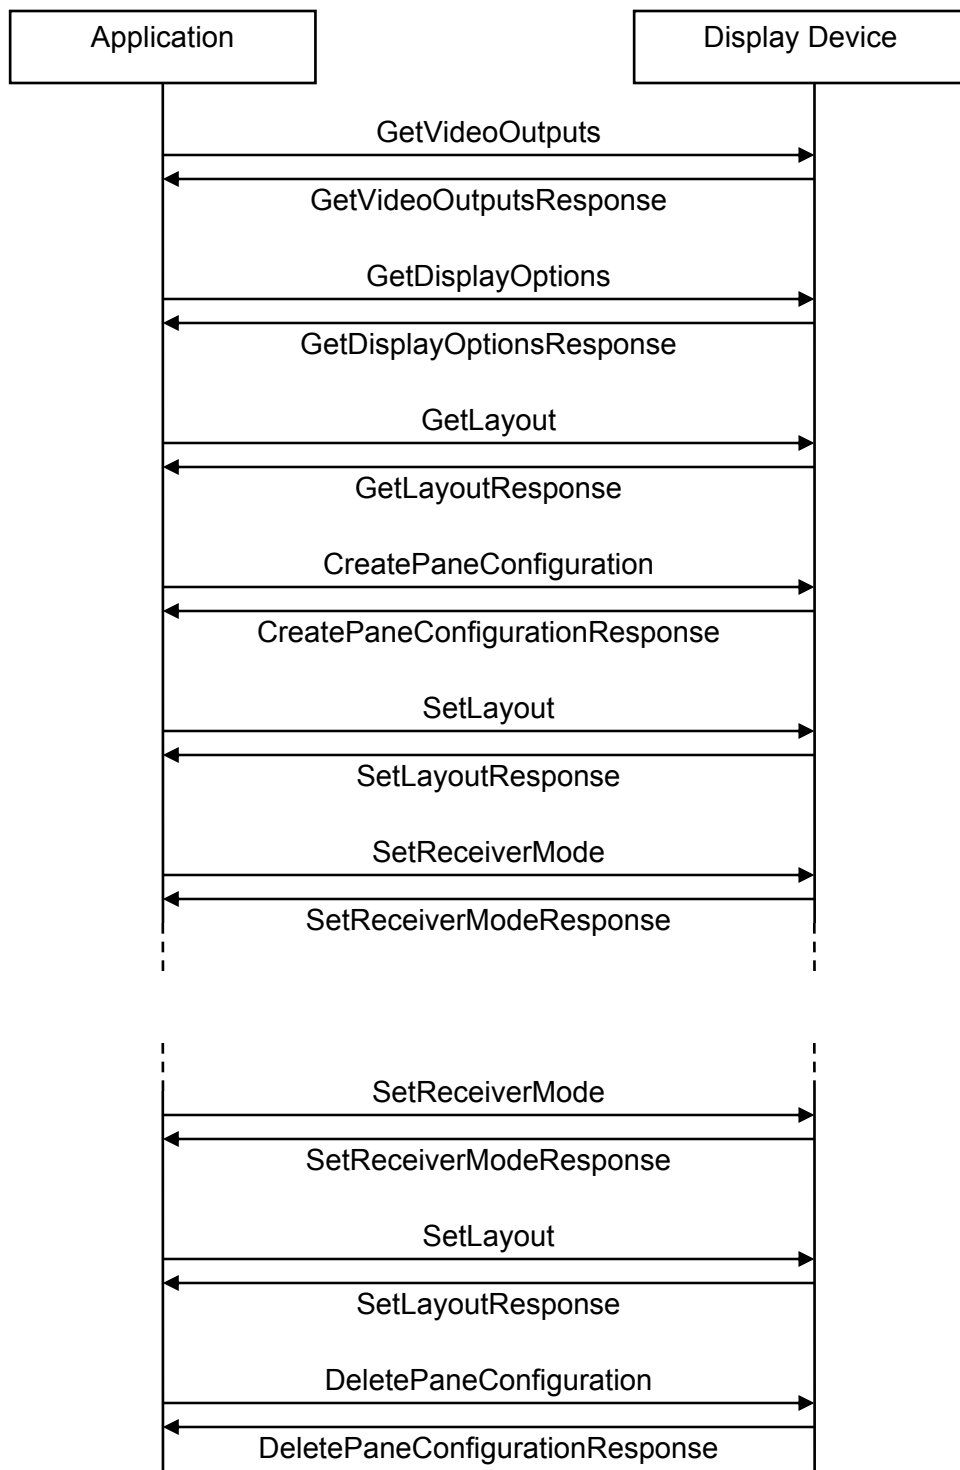 Application
Display Device
GetVideoOutputs
GetVideoOutputsResponse
GetDisplayOptions
GetDisplayOptionsResponse
GetLayout
GetLayoutResponse
CreatePaneConfiguration
CreatePaneConfigurationResponse
SetLayout
SetLayoutResponse
SetReceiverMode
SetReceiverModeResponse
SetReceiverMode
SetReceiverModeResponse
SetLayout
SetLayoutResponse
DeletePaneConfiguration
DeletePaneConfigurationResponse